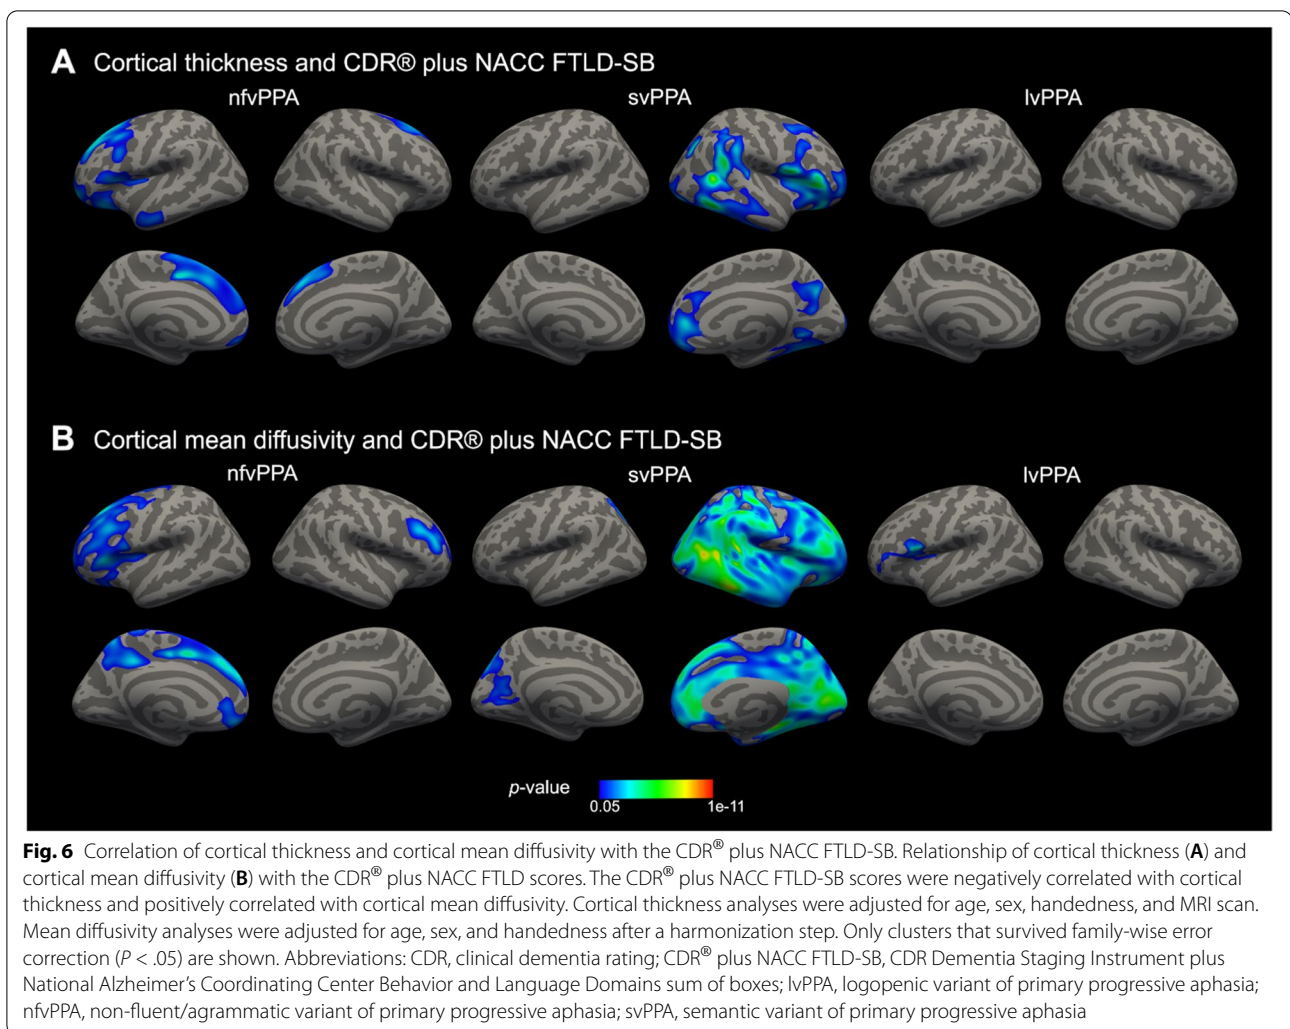 A Cortical thickness and CDR® plus NACC FTLD-SB
nfvPPA svPPA lvPPA
B Cortical mean diffusivity and CDR® plus NACC FTLD-SB
nfvPPA svPPA lvPPA
p-value
0.05 1e-11
Fig. 6 Correlation of cortical thickness and cortical mean diffusivity with the CDR® plus NACC FTLD-SB. Relationship of cortical thickness (A) and
cortical mean diffusivity (B) with the CDR® plus NACC FTLD scores. The CDR® plus NACC FTLD-SB scores were negatively correlated with cortical
thickness and positively correlated with cortical mean diffusivity. Cortical thickness analyses were adjusted for age, sex, handedness, and MRI scan.
Mean diffusivity analyses were adjusted for age, sex, and handedness after a harmonization step. Only clusters that survived family-wise error
correction (P < .05) are shown. Abbreviations: CDR, clinical dementia rating; CDR® plus NACC FTLD-SB, CDR Dementia Staging Instrument plus
National Alzheimer's Coordinating Center Behavior and Language Domains sum of boxes; lvPPA, logopenic variant of primary progressive aphasia;
nfvPPA, non-fluent/agrammatic variant of primary progressive aphasia; svPPA, semantic variant of primary progressive aphasia